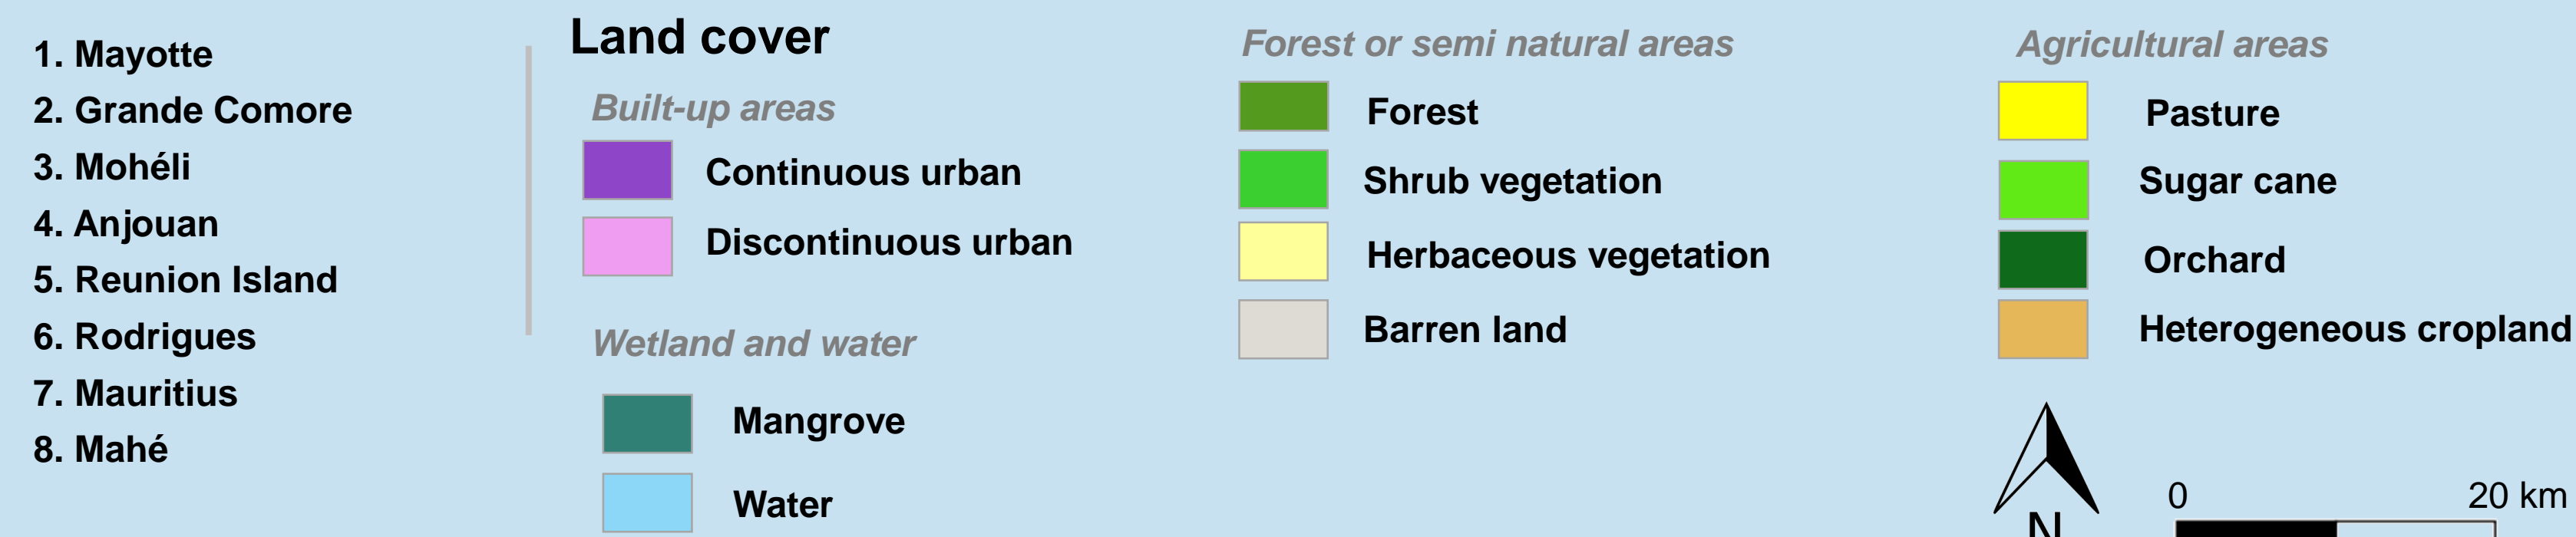 1. Mayotte
2. Grande Comore
3. Mohéli
4. Anjouan
5. Reunion Island
6. Rodrigues
7. Mauritius
8. Mahé
Land cover
Built-up areas
Continuous urban
Discontinuous urban
Wetland and water
Mangrove
Water
Forest or semi natural areas
Forest
Shrub vegetation
Herbaceous vegetation
Barren land
Agricultural areas
Pasture
Sugar cane
Orchard
Heterogeneous cropland
N
0 20 km